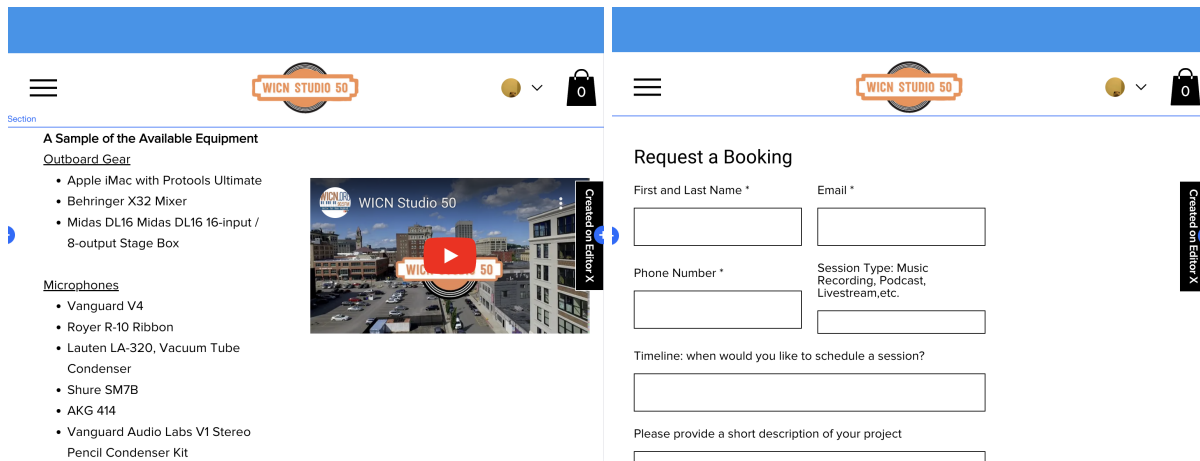 WICN STUDIO 50
0
Section
A Sample of the Available Equipment
Outboard Gear
Apple iMac with Protools Ultimate
Behringer X32 Mixer
Midas DL16 Midas DL16 16-input /
8-output Stage Box
Microphones
Vanguard V4
Royer R-10 Ribbon
Lauten LA-320, Vacuum Tube
Condenser
Shure SM7B
AKG 414
Vanguard Audio Labs V1 Stereo
Pencil Condenser Kit
WICN.ORG
WICN Studio 50
WICN STUDIO 50
Created on Editor X
WICN STUDIO 50
0
Request a Booking
First and Last Name *
Email *
Phone Number *
Session Type: Music
Recording, Podcast,
Livestream,etc.
Timeline: when would you like to schedule a session?
Please provide a short description of your project
Created on Editor X